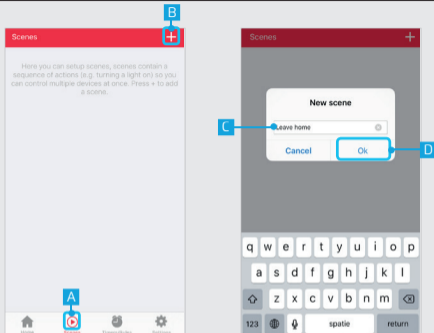 B
Scenes +
Here you can setup scenes, scenes contain a
sequence of actions (e.g. turning a light on) so you
can control multiple devices at once. Press + to add
a scene.
A
Scenes +
New scene
C
Leave home
Cancel Ok
D
q w e r t y u i o p
a s d f g h j k l
z x c v b n m
123 spatie return